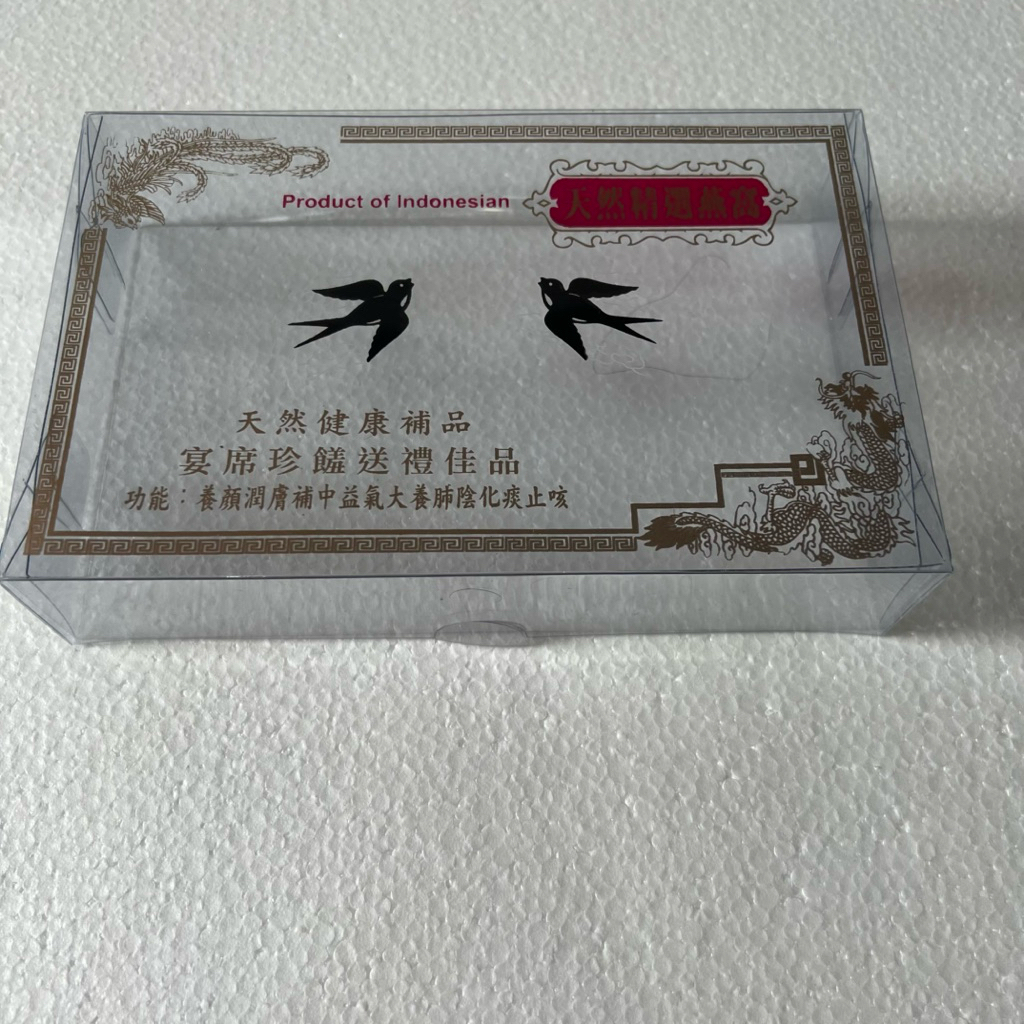 Product of Indonesian
天然精選燕窩
天然健康補品
宴席珍饈送禮佳品
功能：養顏潤膚補中益氣大養肺陰化痰止咳